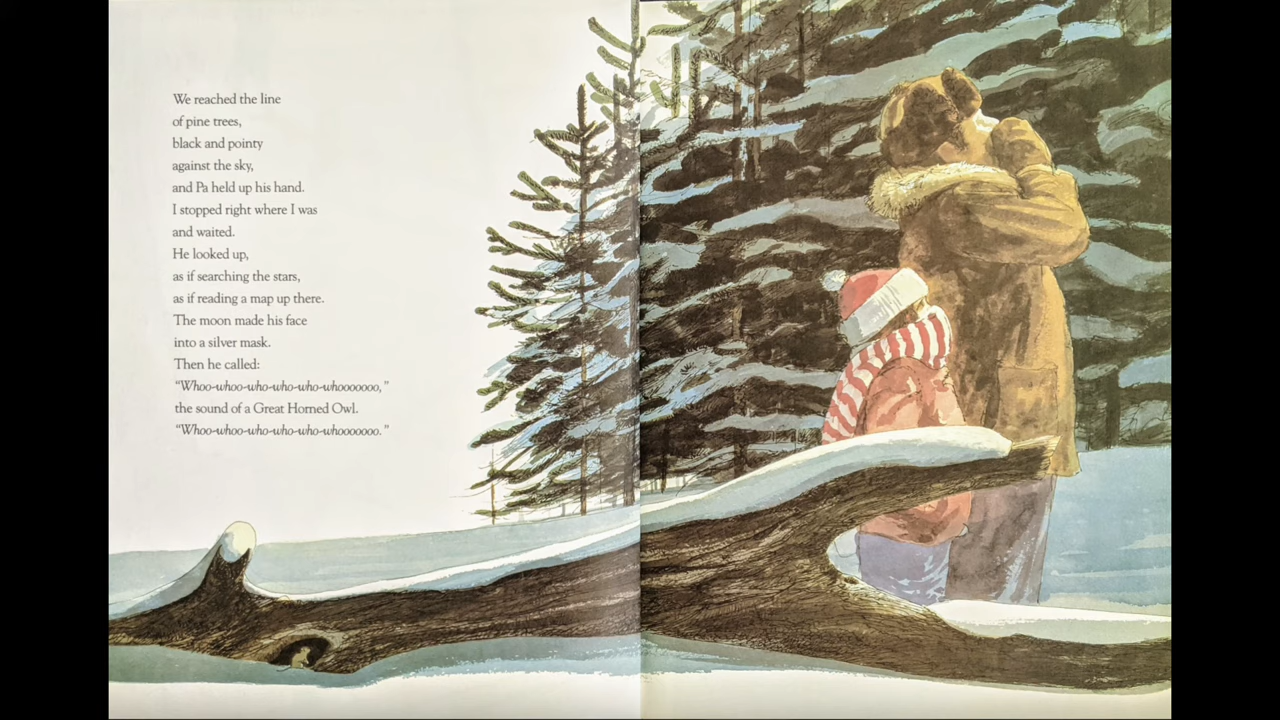 We reached the line
of pine trees,
black and pointy
against the sky,
and Pa held up his hand.
I stopped right where I was
and waited.
He looked up,
as if searching the stars,
as if reading a map up there.
The moon made his face
into a silver mask.
Then he called:
“Whoo-whoo-who-who-who-whooooooo,”
the sound of a Great Horned Owl.
“Whoo-whoo-who-who-who-whooooooo.”